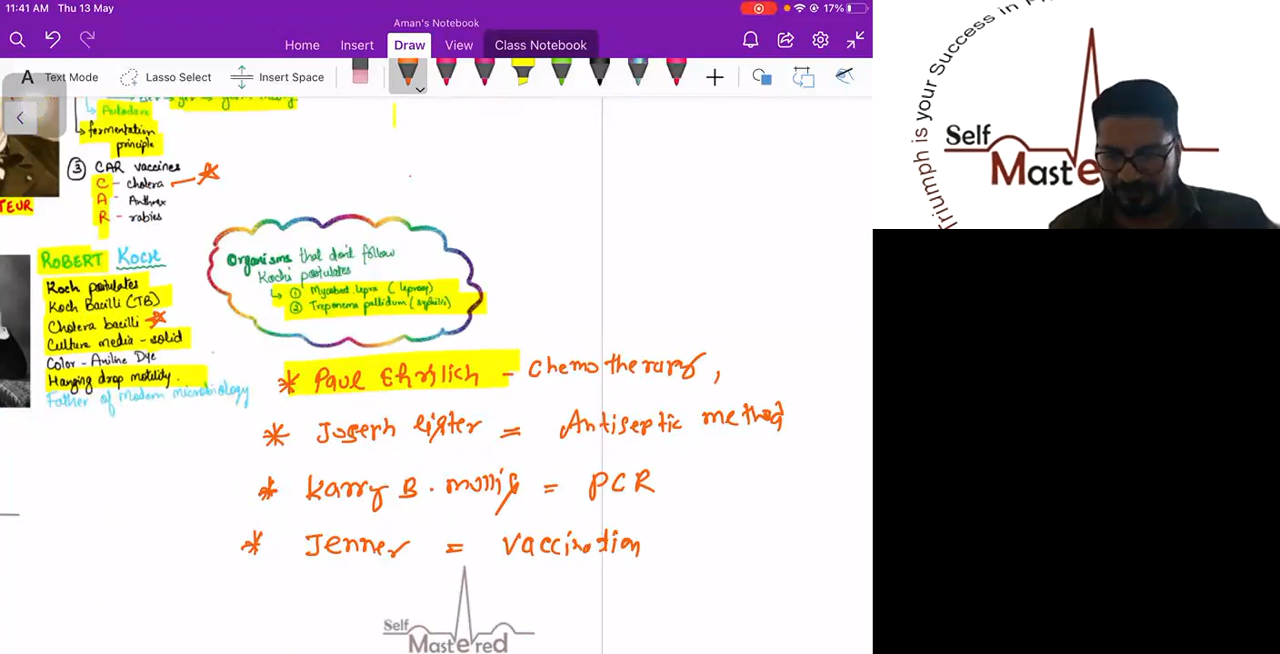 11:41 AM Thu 13 May
17%
Aman's Notebook
Home Insert Draw View Class Notebook
A Text Mode Lasso Select Insert Space
Autoclave
fermentation
principle
③ CAR vaccines
C - cholera
A - Anthrax
R - rabies
TEUR
ROBERT KOCH
Koch postulates
Koch Bacilli (TB)
Cholera bacilli
Culture media - solid
Color - Aniline Dye
Hanging drop motility.
Father of modern microbiology
Organisms that don't follow
Koch's postulates
① Mycobact. lepra (leprosy)
② Treponema pallidum (syphilis)
* Paul Ehrlich - chemotherapy,
* Joseph lister = Antiseptic method
* Karry B. mullis = PCR
* Jenner = vaccination
Self
Mastered
Triumph is your Success in
Self
Maste